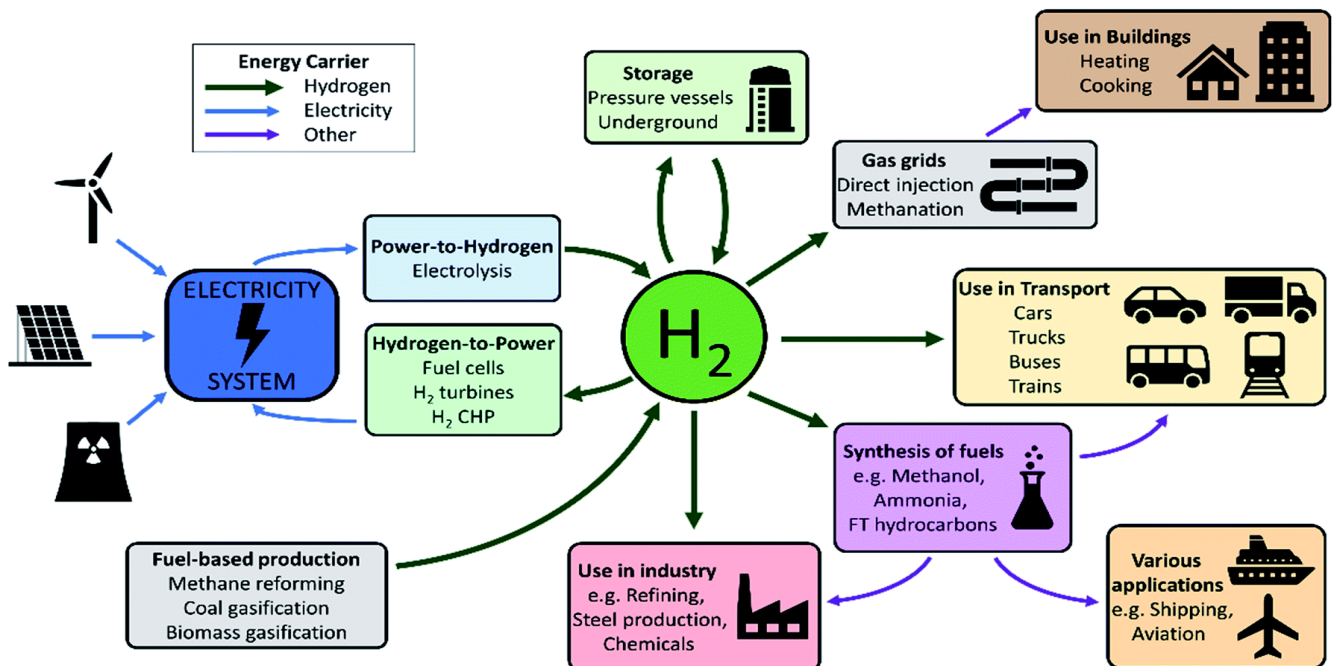 Energy Carrier
Hydrogen
Electricity
Other
Storage
Pressure vessels
Underground
Use in Buildings
Heating
Cooking
Gas grids
Direct injection
Methanation
Power-to-Hydrogen
Electrolysis
ELECTRICITY
SYSTEM
Hydrogen-to-Power
Fuel cells
H₂ turbines
H₂ CHP
H₂
Use in Transport
Cars
Trucks
Buses
Trains
Synthesis of fuels
e.g. Methanol,
Ammonia,
FT hydrocarbons
Fuel-based production
Methane reforming
Coal gasification
Biomass gasification
Use in industry
e.g. Refining,
Steel production,
Chemicals
Various
applications
e.g. Shipping,
Aviation